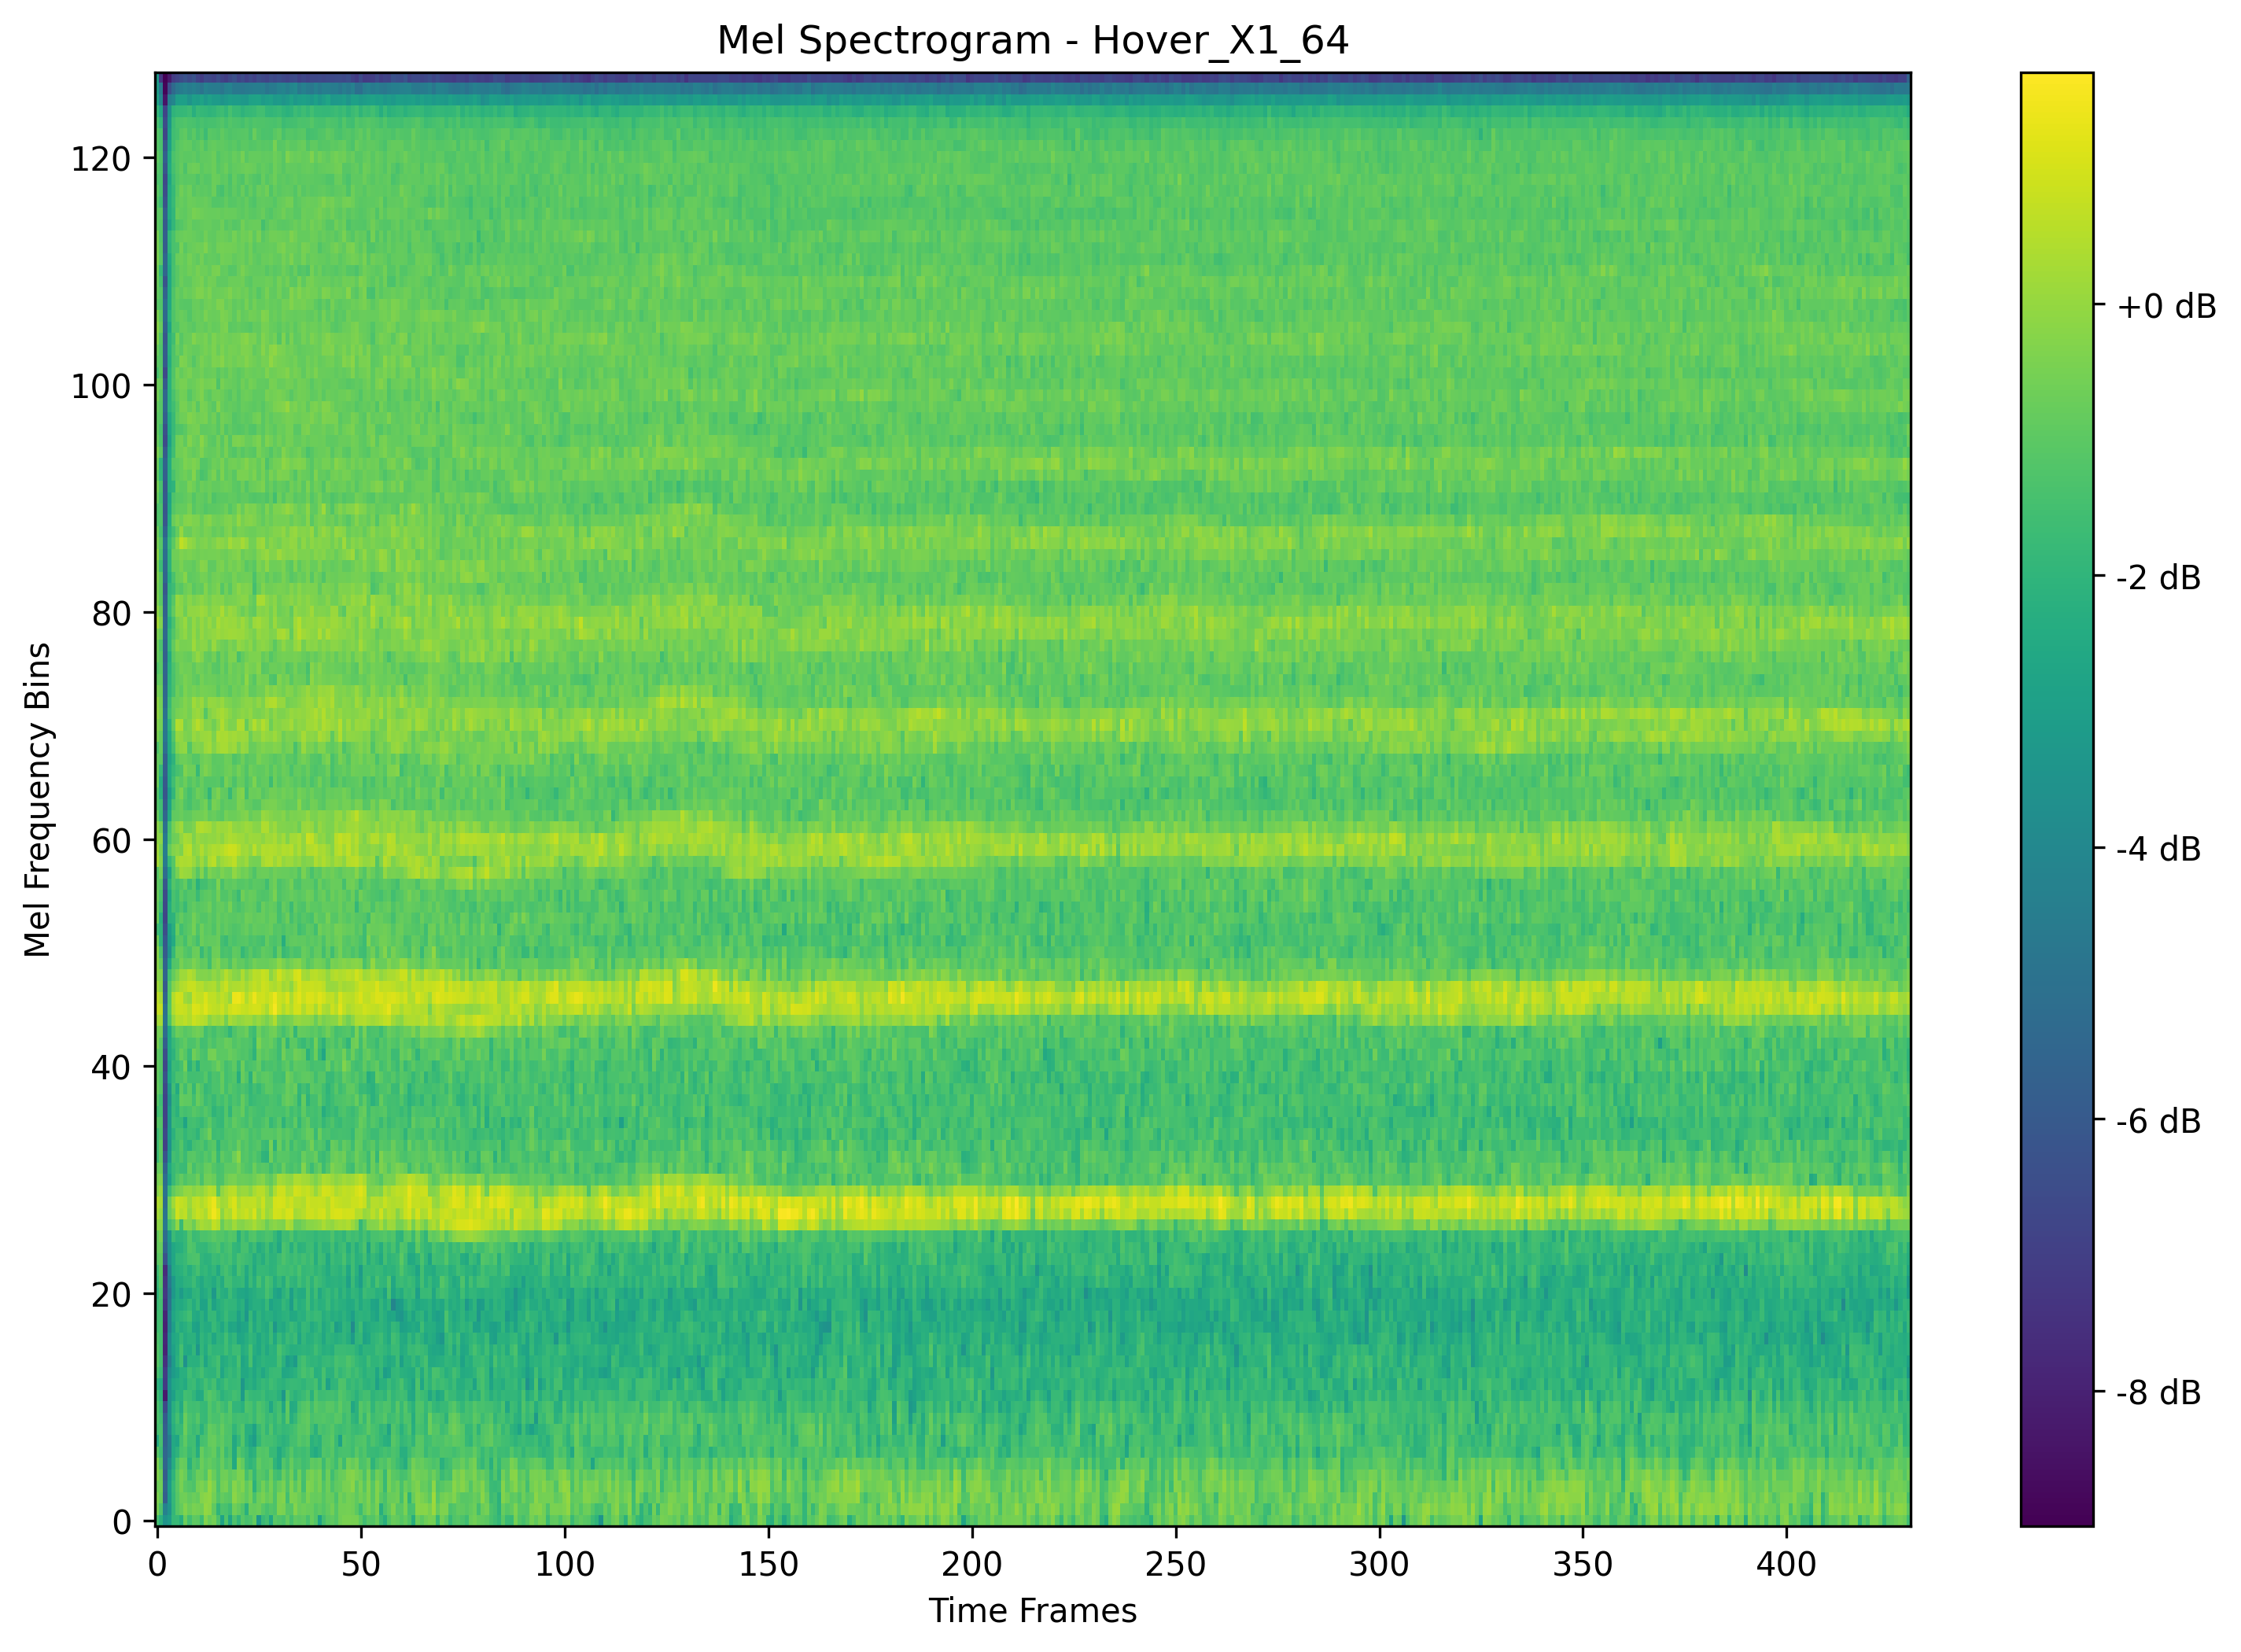 Mel Spectrogram - Hover_X1_64
Mel Frequency Bins
120
100
80
60
40
20
0
0 50 100 150 200 250 300 350 400
Time Frames
+0 dB
-2 dB
-4 dB
-6 dB
-8 dB